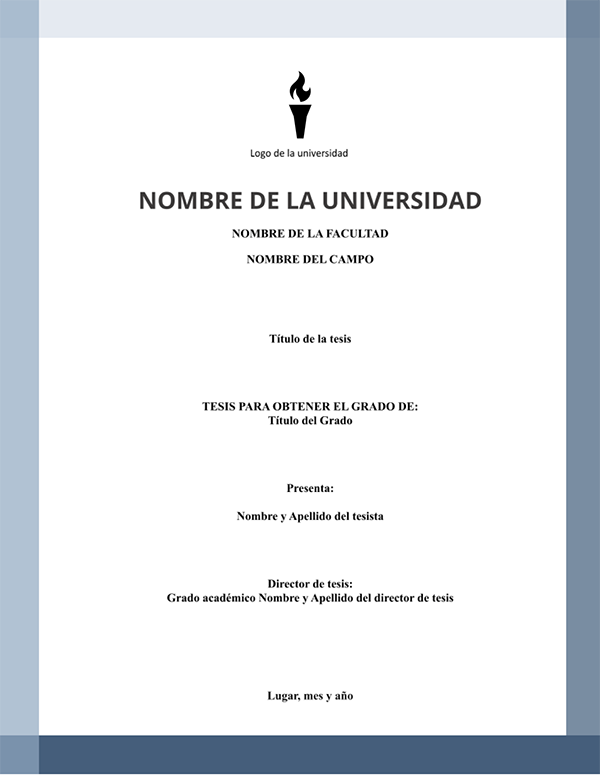 Logo de la universidad
NOMBRE DE LA UNIVERSIDAD
NOMBRE DE LA FACULTAD
NOMBRE DEL CAMPO
Título de la tesis
TESIS PARA OBTENER EL GRADO DE:
Título del Grado
Presenta:
Nombre y Apellido del tesista
Director de tesis:
Grado académico Nombre y Apellido del director de tesis
Lugar, mes y año